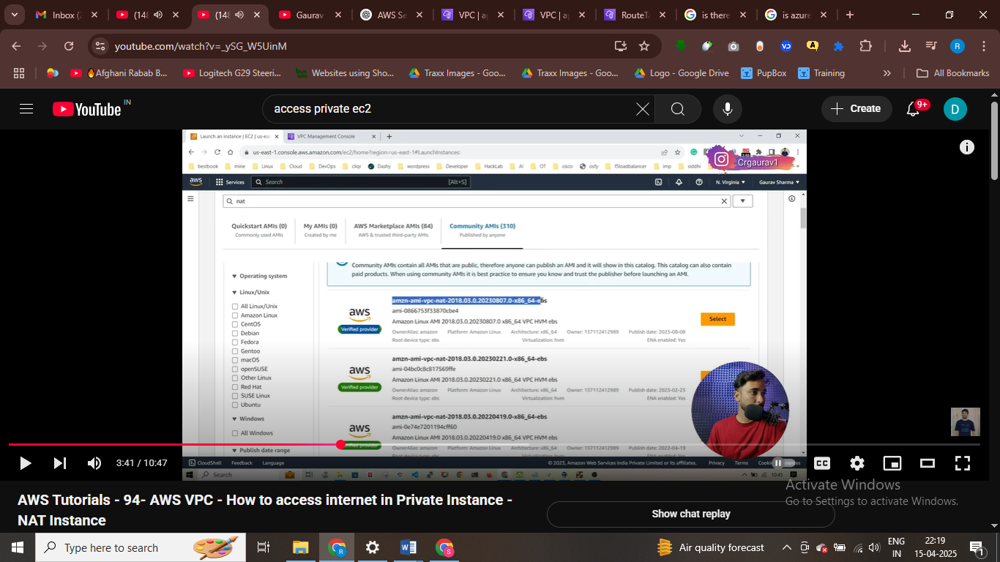 Inbox (2
(148
(148
Gaurav
AWS Se
VPC | a
VPC | a
RouteTa
is there
is azure
youtube.com/watch?v=_ySG_W5UinM
Afghani Rabab B...
Logitech G29 Steeri...
Websites using Sho...
Traxx Images - Goo...
Traxx Images - Goo...
Logo - Google Drive
PupBox
Training
All Bookmarks
YouTube IN
access private ec2
Create
9+
D
Launch an instance | EC2 | us-ea
VPC Management Console
us-east-1.console.aws.amazon.com/ec2/home?region=us-east-1#LaunchInstances:
Crgaurav1
bestbook
mine
Linux
Cloud
DevOps
cliqr
Dashy
wordpress
Developer
HackLab
AI
OT
cisco
osfy
f5loadbalancer
imp
siddhi
aws
Services
Search
[Alt+S]
N. Virginia
Gaurav Sharma
nat
Quickstart AMIs (0)
Commonly used AMIs
My AMIs (0)
Created by me
AWS Marketplace AMIs (84)
AWS & trusted third-party AMIs
Community AMIs (310)
Published by anyone
Community AMIs contain all AMIs that are public, therefore anyone can publish an AMI and it will show in this catalog. This catalog can also contain
paid products. When using community AMIs it is best practice to ensure you know and trust the publisher before launching an AMI.
Operating system
Linux/Unix
All Linux/Unix
Amazon Linux
CentOS
Debian
Fedora
Gentoo
macOS
openSUSE
Other Linux
Red Hat
SUSE Linux
Ubuntu
Windows
All Windows
Publish date range
aws
Verified provider
amzn-ami-vpc-nat-2018.03.0.20230807.0-x86_64-ebs
ami-0866753f33870cbe4
Amazon Linux AMI 2018.03.0.20230807.0 x86_64 VPC HVM ebs
OwnerAlias: amazon
Platform: Amazon Linux
Architecture: x86_64
Owner: 137112412989
Publish date: 2023-08-08
Root device type: ebs
Virtualization: hvm
ENA enabled: Yes
Select
aws
Verified provider
amzn-ami-vpc-nat-2018.03.0.20230221.0-x86_64-ebs
ami-04bc0c8c817569ffe
Amazon Linux AMI 2018.03.0.20230221.0 x86_64 VPC HVM ebs
OwnerAlias: amazon
Platform: Amazon Linux
Architecture: x86_64
Owner: 137112412989
Publish date: 2023-02-23
Root device type: ebs
Virtualization: hvm
ENA enabled: Yes
aws
Verified provider
amzn-ami-vpc-nat-2018.03.0.20220419.0-x86_64-ebs
ami-0e74e7201194cff60
Amazon Linux AMI 2018.03.0.20220419.0 x86_64 VPC HVM ebs
OwnerAlias: amazon
Platform: Amazon Linux
Architecture: x86_64
Owner: 137112412989
Publish date: 2022-04-19
CloudShell
Feedback
Language
© 2023, Amazon Web Services India Private Limited or its affiliates.
Privacy
Terms
Search
10:45
3:41 / 10:47
CC
AWS Tutorials - 94- AWS VPC - How to access internet in Private Instance -
NAT Instance
Show chat replay
Activate Windows
Go to Settings to activate Windows.
Type here to search
Air quality forecast
ENG
IN
22:19
15-04-2025
1